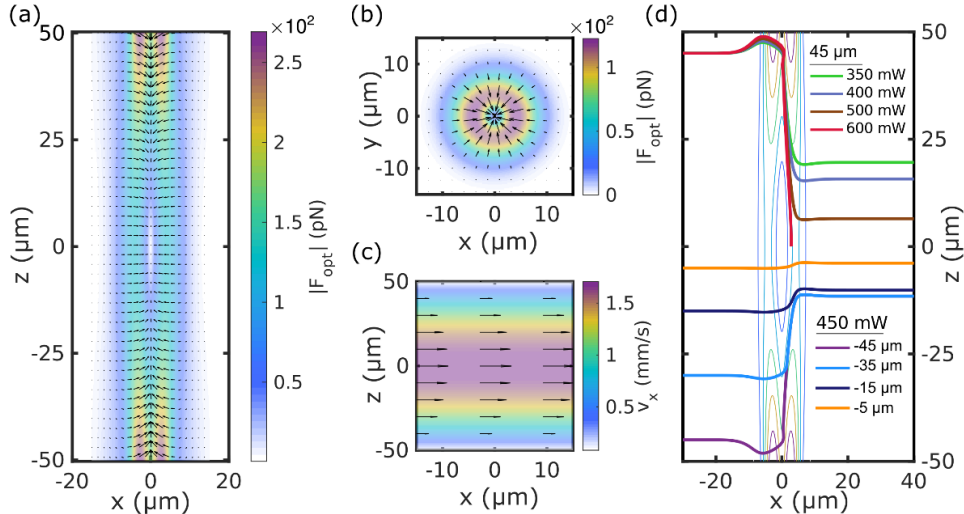 (a)
50
25
0
-25
-50
z (μm)
-20
0
20
x (μm)
×10²
2.5
2
1.5
1
0.5
|F_opt| (pN)
(b)
10
0
-10
y (μm)
-10
0
10
x (μm)
×10²
1
0.5
0
|F_opt| (pN)
(c)
50
25
0
-25
-50
z (μm)
-10
0
10
x (μm)
1.5
1
0.5
v_x (mm/s)
(d)
45 μm
350 mW
400 mW
500 mW
600 mW
450 mW
-45 μm
-35 μm
-15 μm
-5 μm
50
25
0
-25
-50
z (μm)
-20
0
20
40
x (μm)